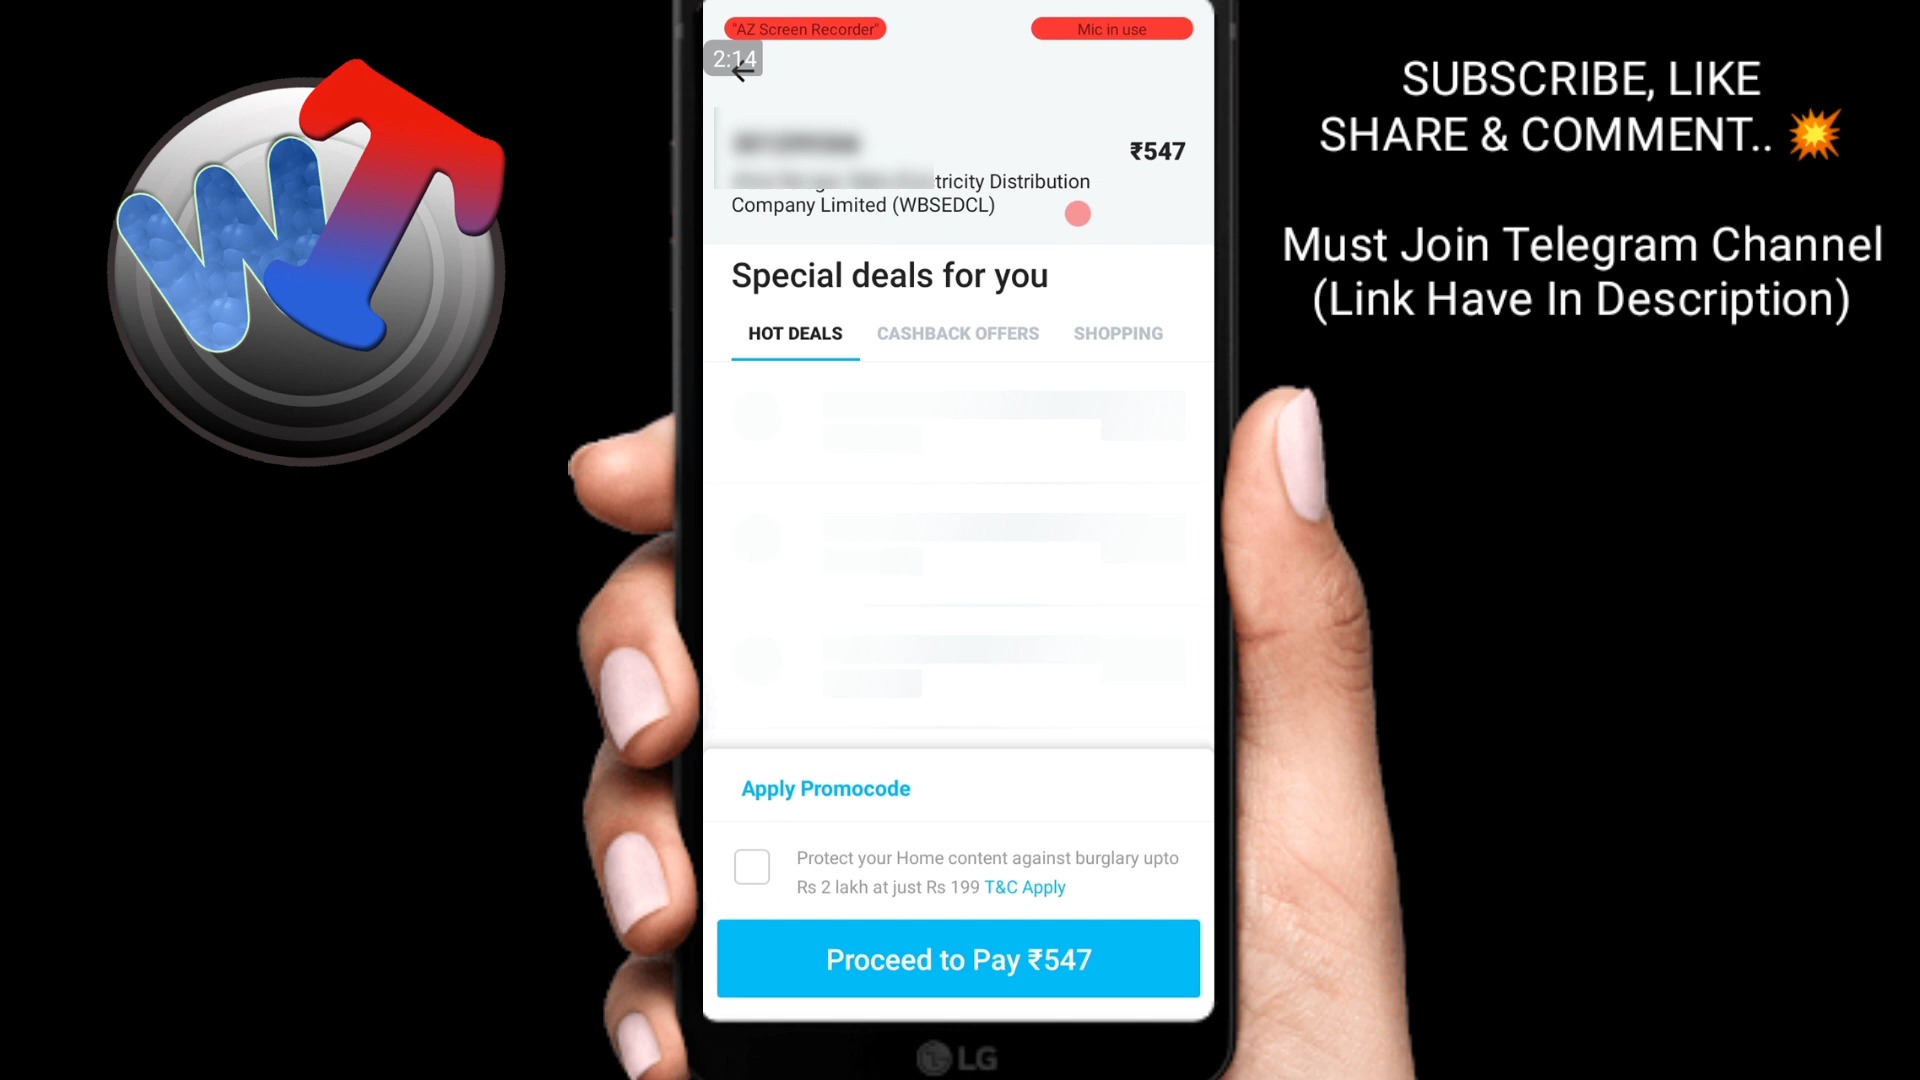 "AZ Screen Recorder"
Mic in use
2:14
₹547
tricity Distribution
Company Limited (WBSEDCL)
Special deals for you
HOT DEALS
CASHBACK OFFERS
SHOPPING
Apply Promocode
Protect your Home content against burglary upto
Rs 2 lakh at just Rs 199 T&C Apply
Proceed to Pay ₹547
LG
WT
SUBSCRIBE, LIKE
SHARE & COMMENT.. 💥
Must Join Telegram Channel
(Link Have In Description)